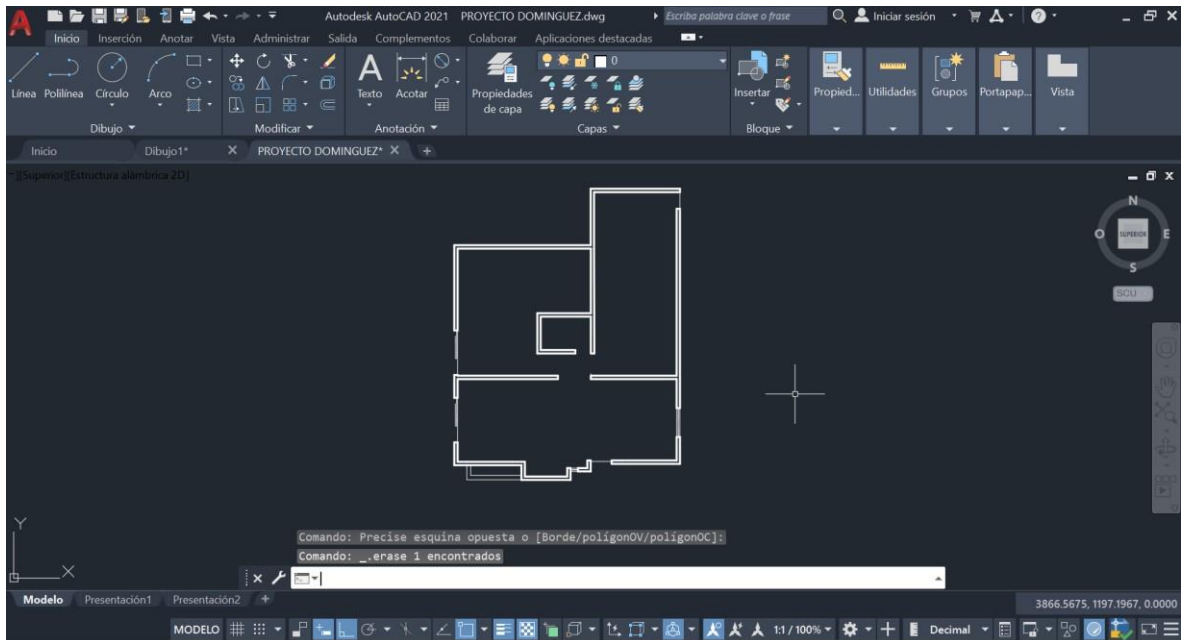 A Autodesk AutoCAD 2021 PROYECTO DOMINGUEZ.dwg Escriba palabra clave o frase Iniciar sesión
Inicio Inserción Anotar Vista Administrar Salida Complementos Colaborar Aplicaciones destacadas
0
A
Línea Polilínea Círculo Arco Texto Acotar Propiedades de capa Insertar Propied... Utilidades Grupos Portapap... Vista
Dibujo Modificar Anotación Capas Bloque
Inicio Dibujo1* PROYECTO DOMINGUEZ*
[-][Superior][Estructura alámbrica 2D]
N
O SUPERIOR E
S
SCU
Y
X
Comando: Precise esquina opuesta o [Borde/polígonOV/polígonOC]:
Comando: _.erase 1 encontrados
Modelo Presentación1 Presentación2 + 3866.5675, 1197.1967, 0.0000
MODELO 1:1 / 100% Decimal